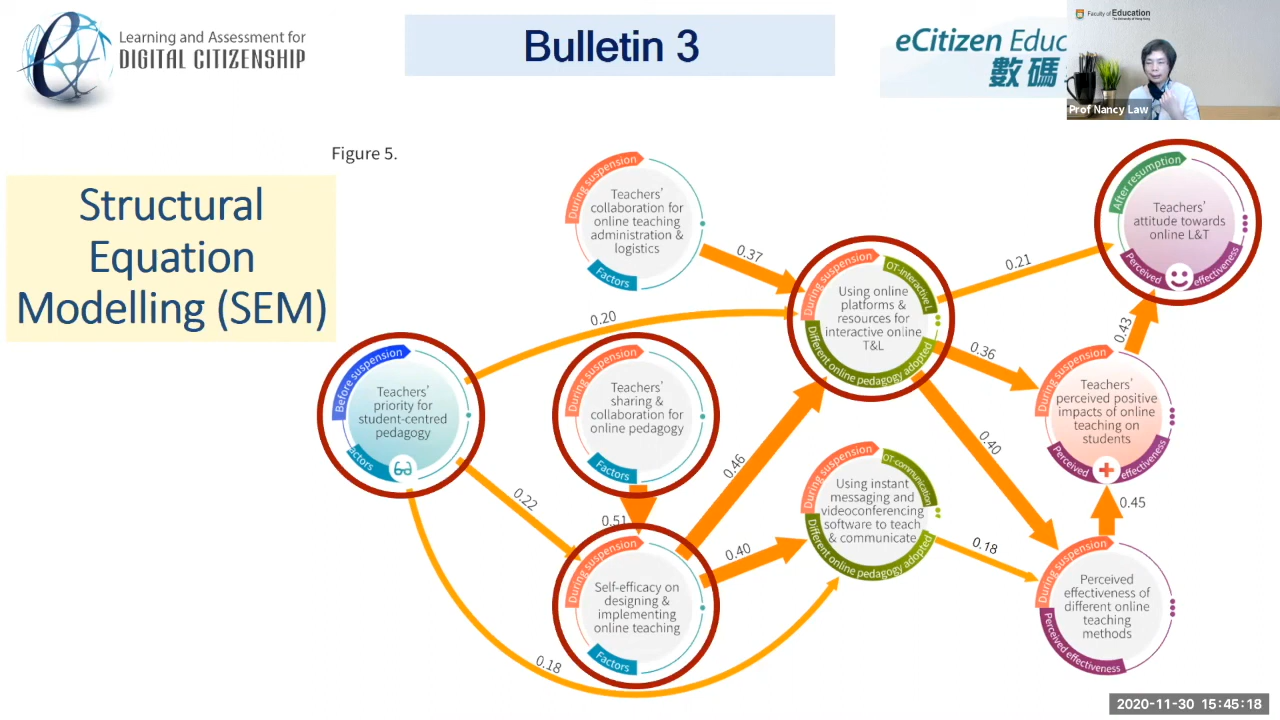 Learning and Assessment for
DIGITAL CITIZENSHIP
Bulletin 3
eCitizen Educ
數碼
Faculty of Education
The University of Hong Kong
Prof Nancy Law
Structural
Equation
Modelling (SEM)
Figure 5.
During suspension
Teachers'
collaboration for
online teaching
administration &
logistics
Factors
0.37
After resumption
Teachers'
attitude towards
online L&T
Perceived effectiveness
0.21
During suspension
OT-interactive L
Using online
platforms &
resources for
interactive online
T&L
Different online pedagogy adopted
0.20
0.36
0.43
Before suspension
Teachers'
priority for
student-centred
pedagogy
Factors
During suspension
Teachers'
sharing &
collaboration for
online pedagogy
Factors
During suspension
Teachers'
perceived positive
impacts of online
teaching on
students
Perceived effectiveness
0.46
0.40
0.22
0.51
During suspension
OT-communication
Using instant
messaging and
videoconferencing
software to teach
& communicate
Different online pedagogy adopted
0.45
0.40
0.18
During suspension
Self-efficacy on
designing &
implementing
online teaching
Factors
During suspension
Perceived
effectiveness of
different online
teaching
methods
Perceived effectiveness
0.18
2020-11-30 15:45:18